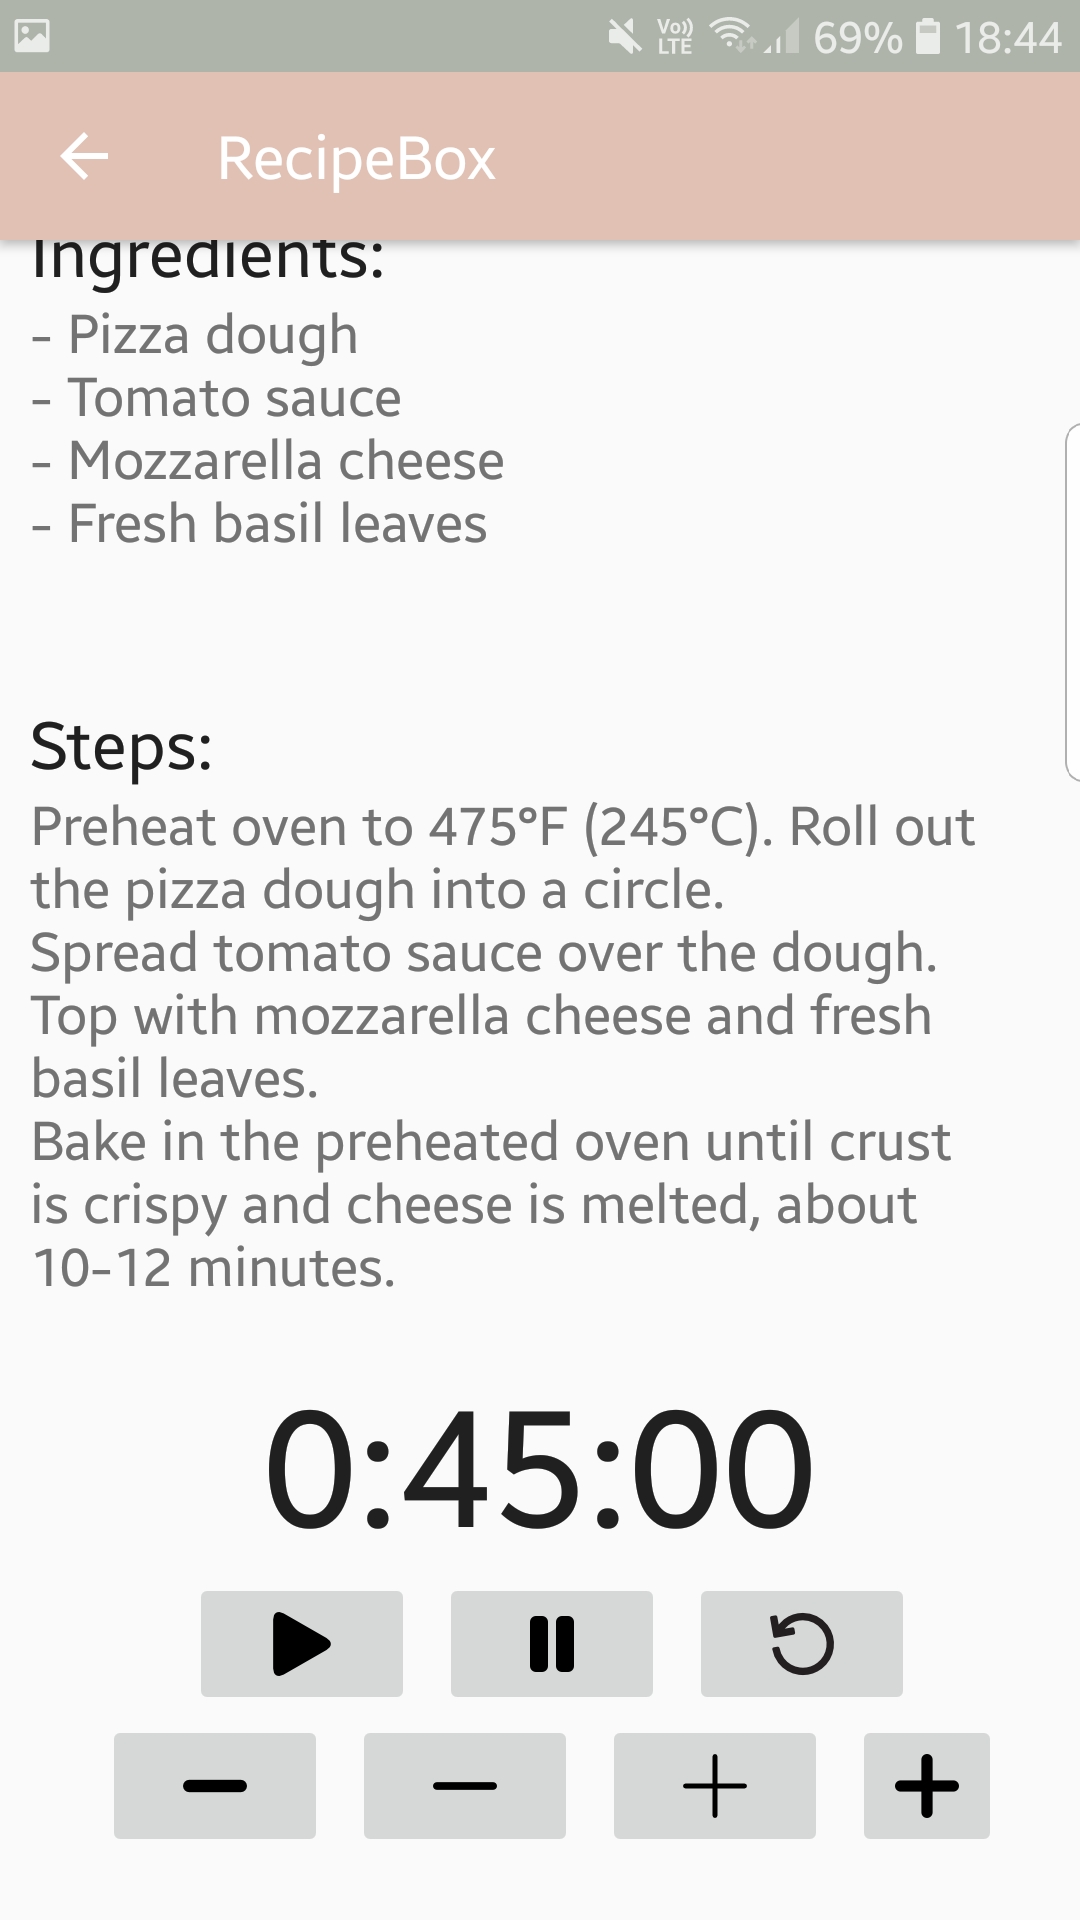 Vo)) LTE 69% 18:44
RecipeBox
Ingredients:
- Pizza dough
- Tomato sauce
- Mozzarella cheese
- Fresh basil leaves
Steps:
Preheat oven to 475°F (245°C). Roll out
the pizza dough into a circle.
Spread tomato sauce over the dough.
Top with mozzarella cheese and fresh
basil leaves.
Bake in the preheated oven until crust
is crispy and cheese is melted, about
10-12 minutes.
0:45:00